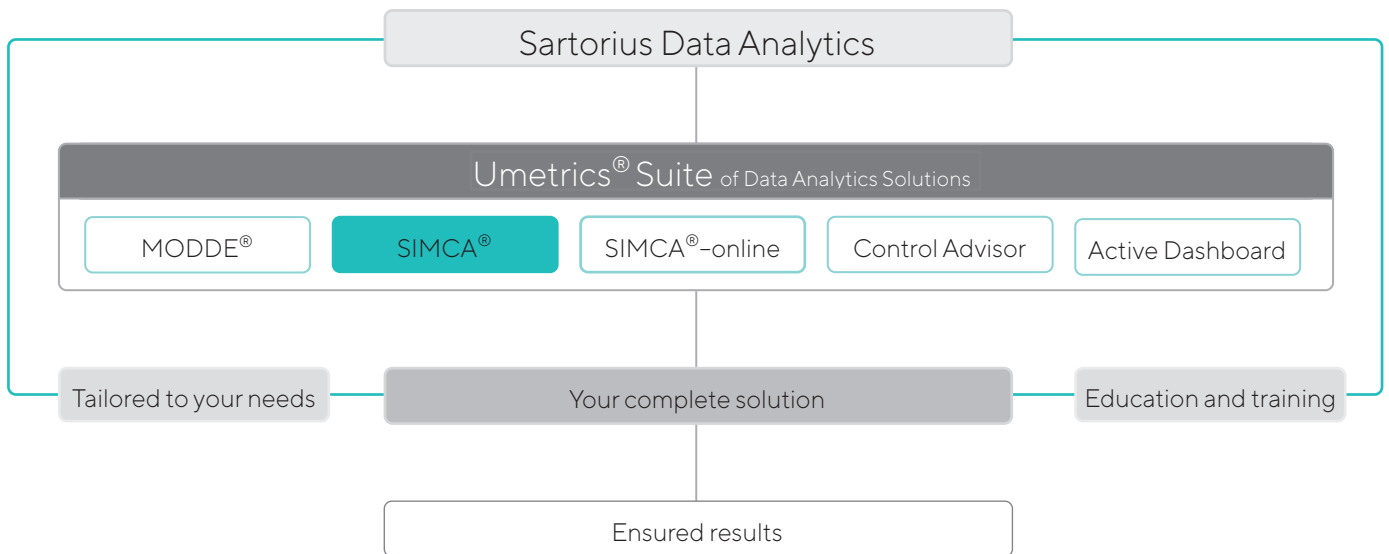 Sartorius Data Analytics
Umetrics® Suite of Data Analytics Solutions
MODDE®
SIMCA®
SIMCA®–online
Control Advisor
Active Dashboard
Tailored to your needs
Your complete solution
Education and training
Ensured results